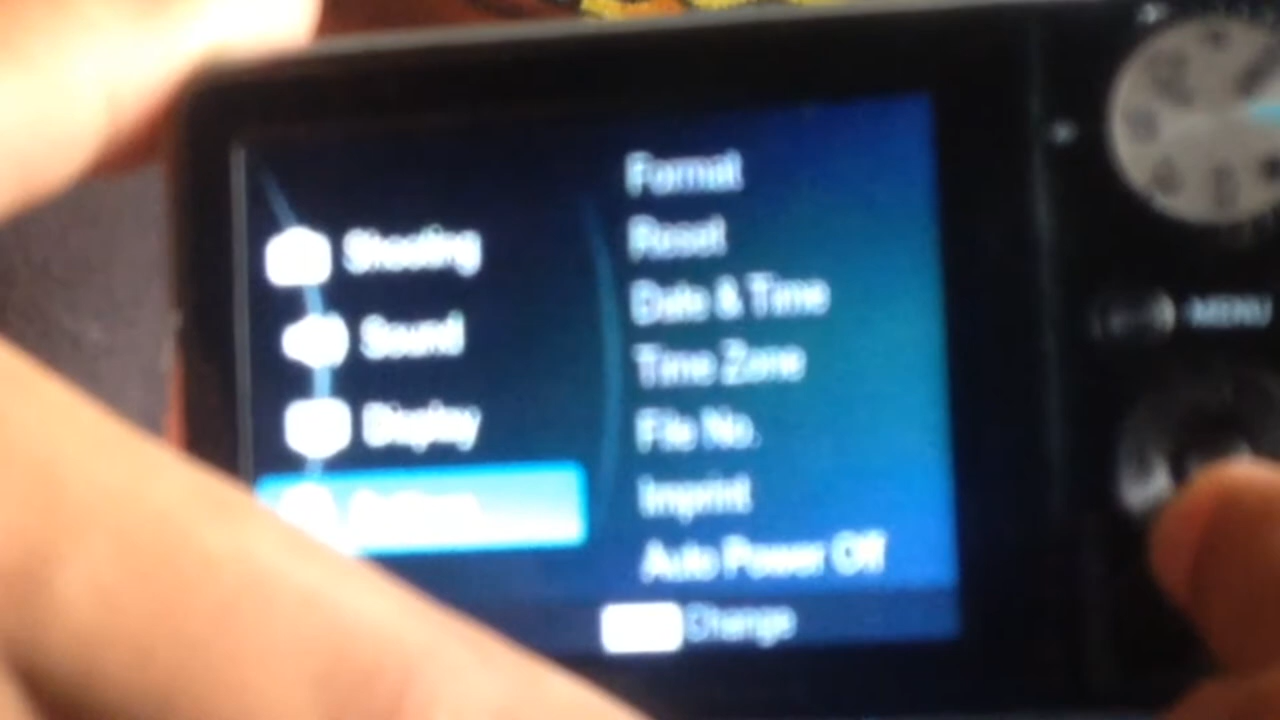 Shooting
Sound
Display
Format
Reset
Date & Time
Time Zone
File No.
Imprint
Auto Power Off
Change
MENU